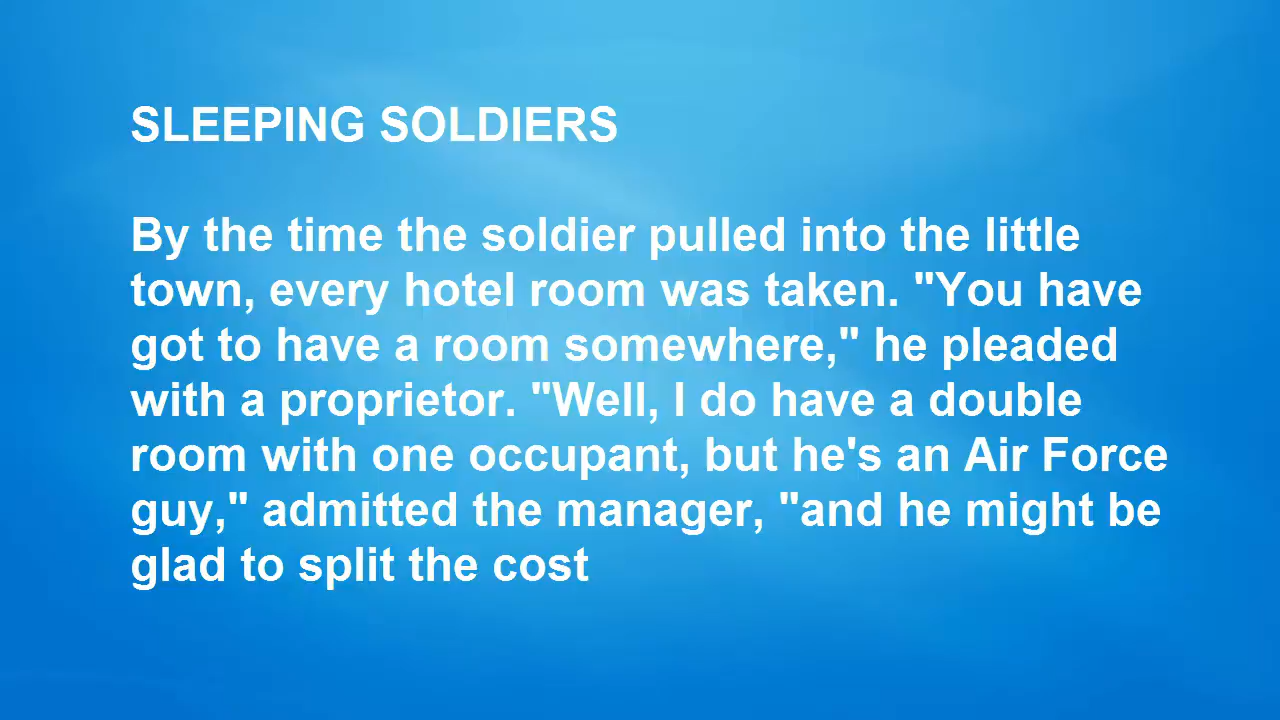 SLEEPING SOLDIERS
By the time the soldier pulled into the little
town, every hotel room was taken. "You have
got to have a room somewhere," he pleaded
with a proprietor. "Well, I do have a double
room with one occupant, but he's an Air Force
guy," admitted the manager, "and he might be
glad to split the cost